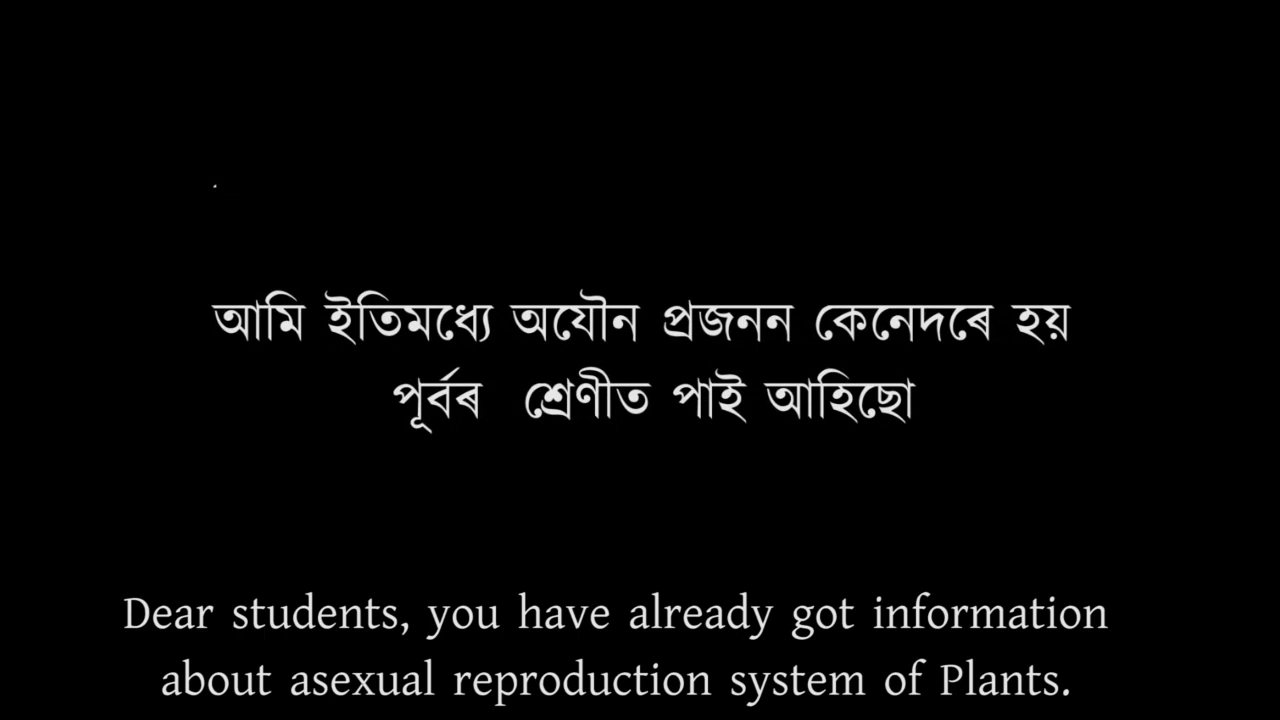 আমি ইতিমধ্যে অযৌন প্ৰজনন কেনেদৰে হয়
পূৰ্বৰ শ্ৰেণীত পাই আহিছো
Dear students, you have already got information
about asexual reproduction system of Plants.